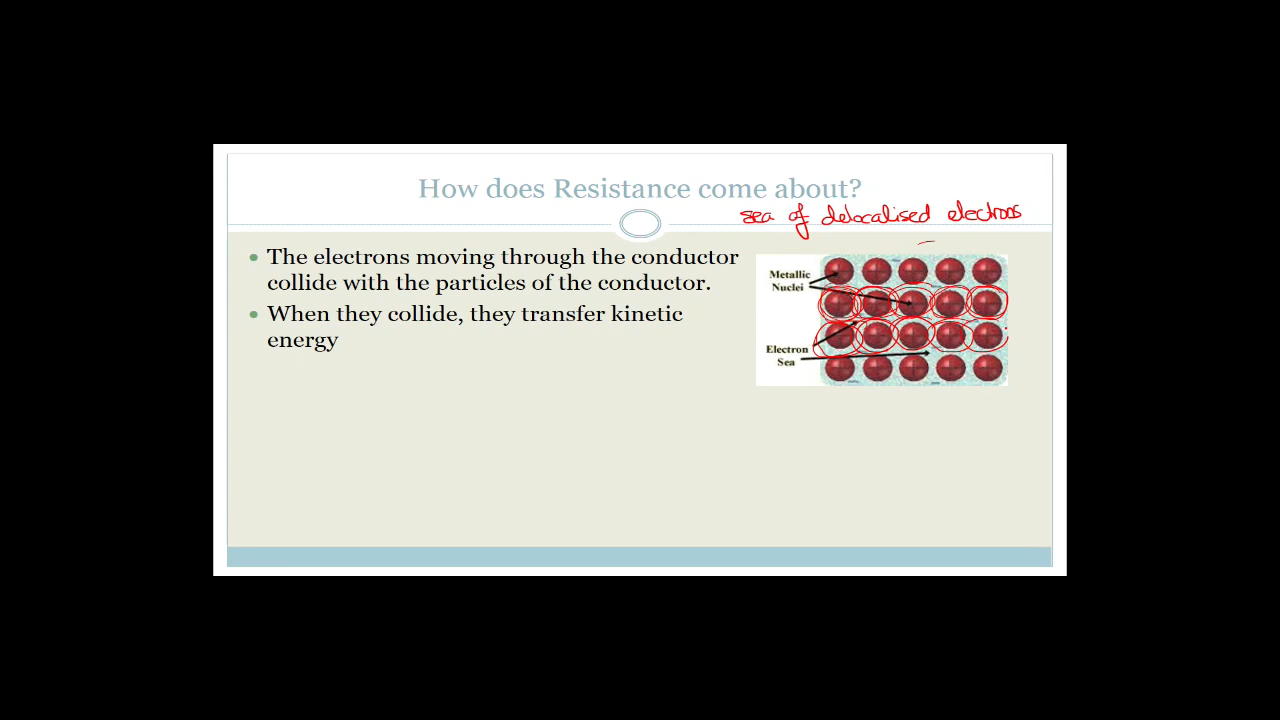 How does Resistance come about?
sea of delocalised electrons
• The electrons moving through the conductor
collide with the particles of the conductor.
• When they collide, they transfer kinetic
energy
Metallic
Nuclei
Electron
Sea